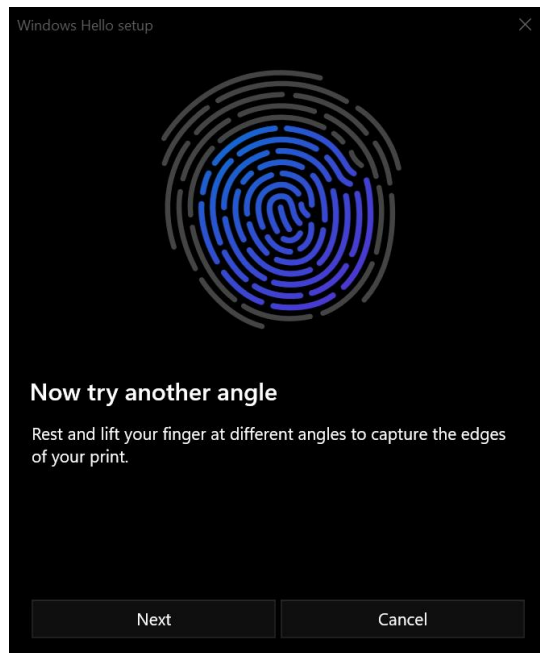 Windows Hello setup
Now try another angle
Rest and lift your finger at different angles to capture the edges
of your print.
Next
Cancel